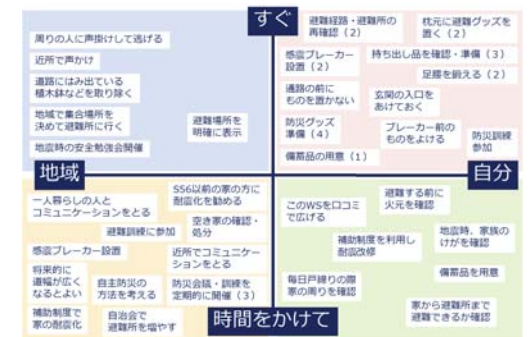 すぐ
地域
自分
時間をかけて
周りの人に声掛けして逃げる
近所で声かけ
道路にはみ出ている
植木鉢などを取り除く
地域で集合場所を
決めて避難所に行く
避難場所を
明確に表示
地震時の安全勉強会開催
避難経路・避難所の
再確認(2)
枕元に避難グッズを
置く(2)
感震ブレーカー
設置(2)
持ち出し品を確認・準備(3)
足腰を鍛える(2)
通路の前に
ものを置かない
玄関の入口を
あけておく
防災グッズ
準備(4)
ブレーカー前の
ものをよける
防災訓練
参加
備蓄品の用意(1)
一人暮らしの人と
コミュニケーションをとる
S56以前の家の方に
耐震化を勧める
避難訓練に参加
空き家の確認・
処分
感震ブレーカー設置
近所でコミュニケ
ーションをとる
将来的に
道幅が広く
なるとよい
自主防災の
方法を考える
防災会議・訓練を
定期的に開催(3)
補助制度で
家の耐震化
自治会で
避難所を増やす
このWSを口コミ
で広げる
避難する前に
火元を確認
補助制度を利用し
耐震改修
地震時、家族の
けがを確認
毎日戸締りの際
家の周りを確認
備蓄品を用意
家から避難所まで
避難できるか確認